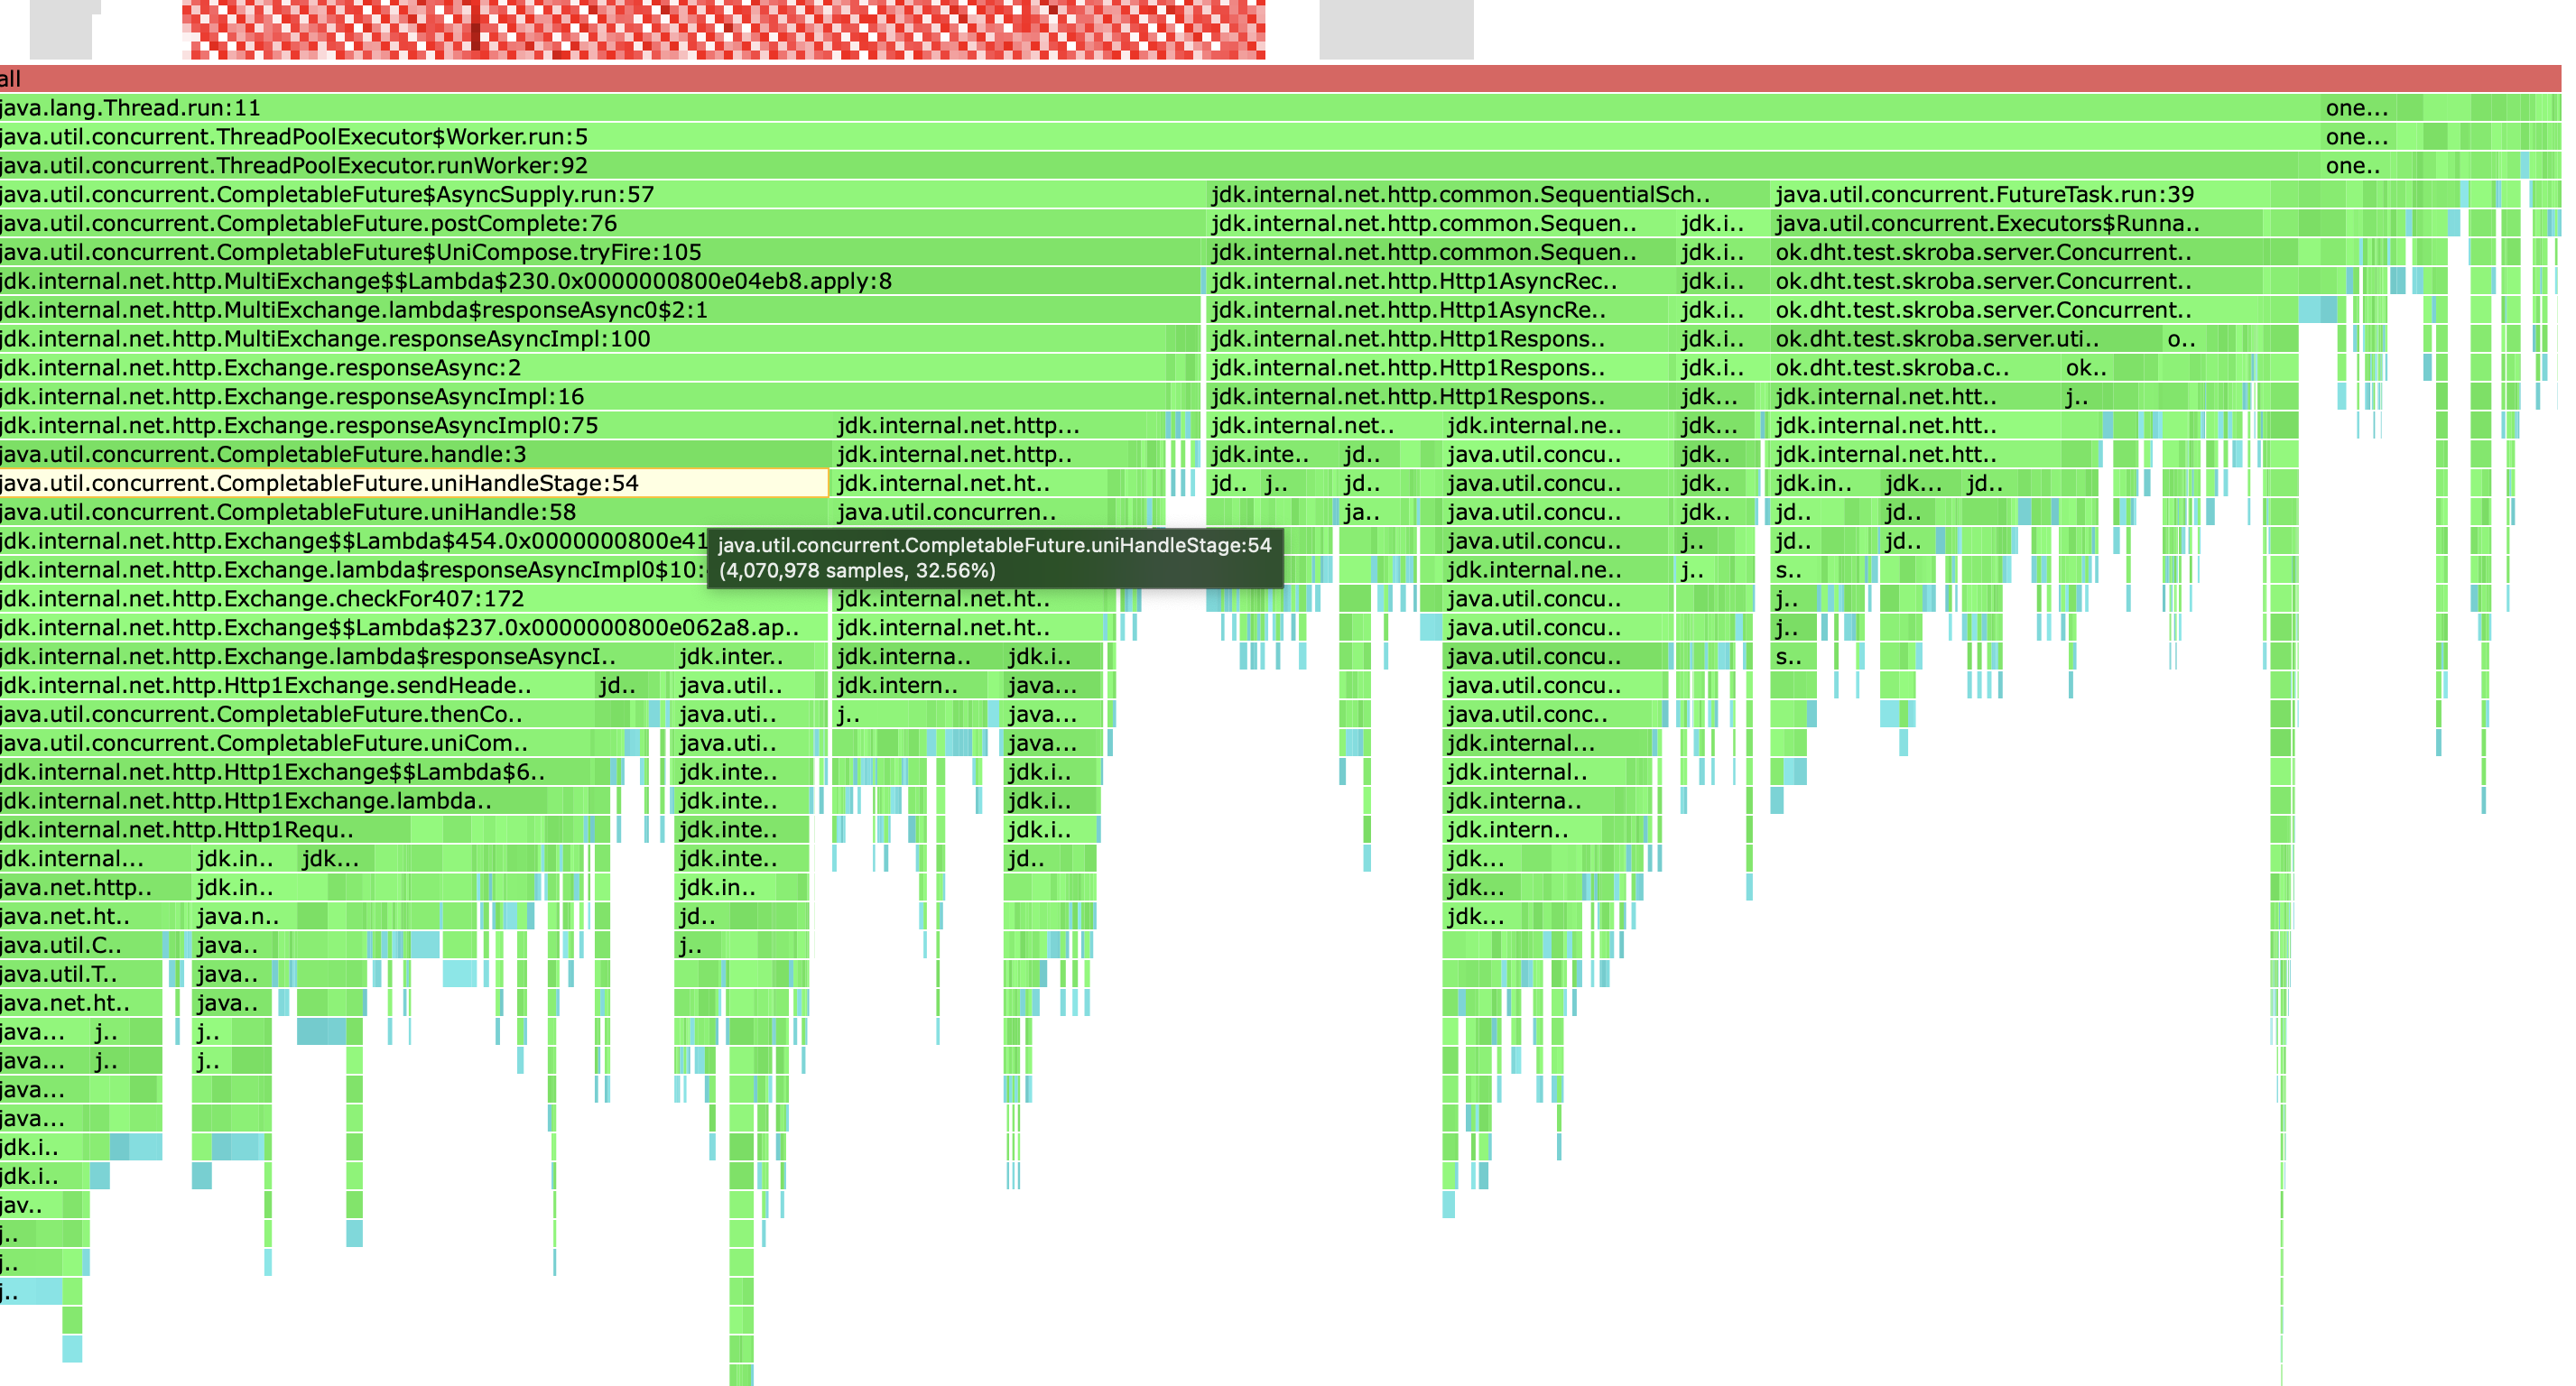 all
java.lang.Thread.run:11 one...
java.util.concurrent.ThreadPoolExecutor$Worker.run:5 one...
java.util.concurrent.ThreadPoolExecutor.runWorker:92 one..
java.util.concurrent.CompletableFuture$AsyncSupply.run:57 jdk.internal.net.http.common.SequentialSch.. java.util.concurrent.FutureTask.run:39
java.util.concurrent.CompletableFuture.postComplete:76 jdk.internal.net.http.common.Sequen.. jdk.i.. java.util.concurrent.Executors$Runna..
java.util.concurrent.CompletableFuture$UniCompose.tryFire:105 jdk.internal.net.http.common.Sequen.. jdk.i.. ok.dht.test.skroba.server.Concurrent..
jdk.internal.net.http.MultiExchange$$Lambda$230.0x0000000800e04eb8.apply:8 jdk.internal.net.http.Http1AsyncRec.. jdk.i.. ok.dht.test.skroba.server.Concurrent..
jdk.internal.net.http.MultiExchange.lambda$responseAsync0$2:1 jdk.internal.net.http.Http1AsyncRe.. jdk.i.. ok.dht.test.skroba.server.Concurrent..
jdk.internal.net.http.MultiExchange.responseAsyncImpl:100 jdk.internal.net.http.Http1Respons.. jdk.i.. ok.dht.test.skroba.server.uti.. o..
jdk.internal.net.http.Exchange.responseAsync:2 jdk.internal.net.http.Http1Respons.. jdk.i.. ok.dht.test.skroba.c.. ok..
jdk.internal.net.http.Exchange.responseAsyncImpl:16 jdk.internal.net.http.Http1Respons.. jdk... jdk.internal.net.htt.. j..
jdk.internal.net.http.Exchange.responseAsyncImpl0:75 jdk.internal.net.http... jdk.internal.net.. jdk.internal.ne.. jdk... jdk.internal.net.htt..
java.util.concurrent.CompletableFuture.handle:3 jdk.internal.net.http.. jdk.inte.. jd.. java.util.concu.. jdk.. jdk.internal.net.htt..
java.util.concurrent.CompletableFuture.uniHandleStage:54 jdk.internal.net.ht.. jd.. j.. jd.. java.util.concu.. jdk.. jdk.in.. jdk... jd..
java.util.concurrent.CompletableFuture.uniHandle:58 java.util.concurren.. ja.. java.util.concu.. jdk.. jd.. jd..
jdk.internal.net.http.Exchange$$Lambda$454.0x0000000800e41 java.util.concurrent.CompletableFuture.uniHandleStage:54 java.util.concu.. j.. jd.. jd..
jdk.internal.net.http.Exchange.lambda$responseAsyncImpl0$10: (4,070,978 samples, 32.56%) jdk.internal.ne.. j.. s..
jdk.internal.net.http.Exchange.checkFor407:172 jdk.internal.net.ht.. java.util.concu.. j..
jdk.internal.net.http.Exchange$$Lambda$237.0x0000000800e062a8.ap.. jdk.internal.net.ht.. java.util.concu.. j..
jdk.internal.net.http.Exchange.lambda$responseAsyncI.. jdk.inter.. jdk.interna.. jdk.i.. java.util.concu.. s..
jdk.internal.net.http.Http1Exchange.sendHeade.. jd.. java.util.. jdk.intern.. java... java.util.concu..
java.util.concurrent.CompletableFuture.thenCo.. java.uti.. j.. java... java.util.conc..
java.util.concurrent.CompletableFuture.uniCom.. java.uti.. java... jdk.internal...
jdk.internal.net.http.Http1Exchange$$Lambda$6.. jdk.inte.. jdk.i.. jdk.internal..
jdk.internal.net.http.Http1Exchange.lambda.. jdk.inte.. jdk.i.. jdk.interna..
jdk.internal.net.http.Http1Requ.. jdk.inte.. jdk.i.. jdk.intern..
jdk.internal... jdk.in.. jdk... jdk.inte.. jd.. jdk...
java.net.http.. jdk.in.. jdk.in.. jdk...
java.net.ht.. java.n.. jd.. jdk...
java.util.C.. java.. j..
java.util.T.. java..
java.net.ht.. java..
java... j.. j..
java... j.. j..
java...
java...
jdk.i..
jdk.i..
jav..
j..
j..
j..